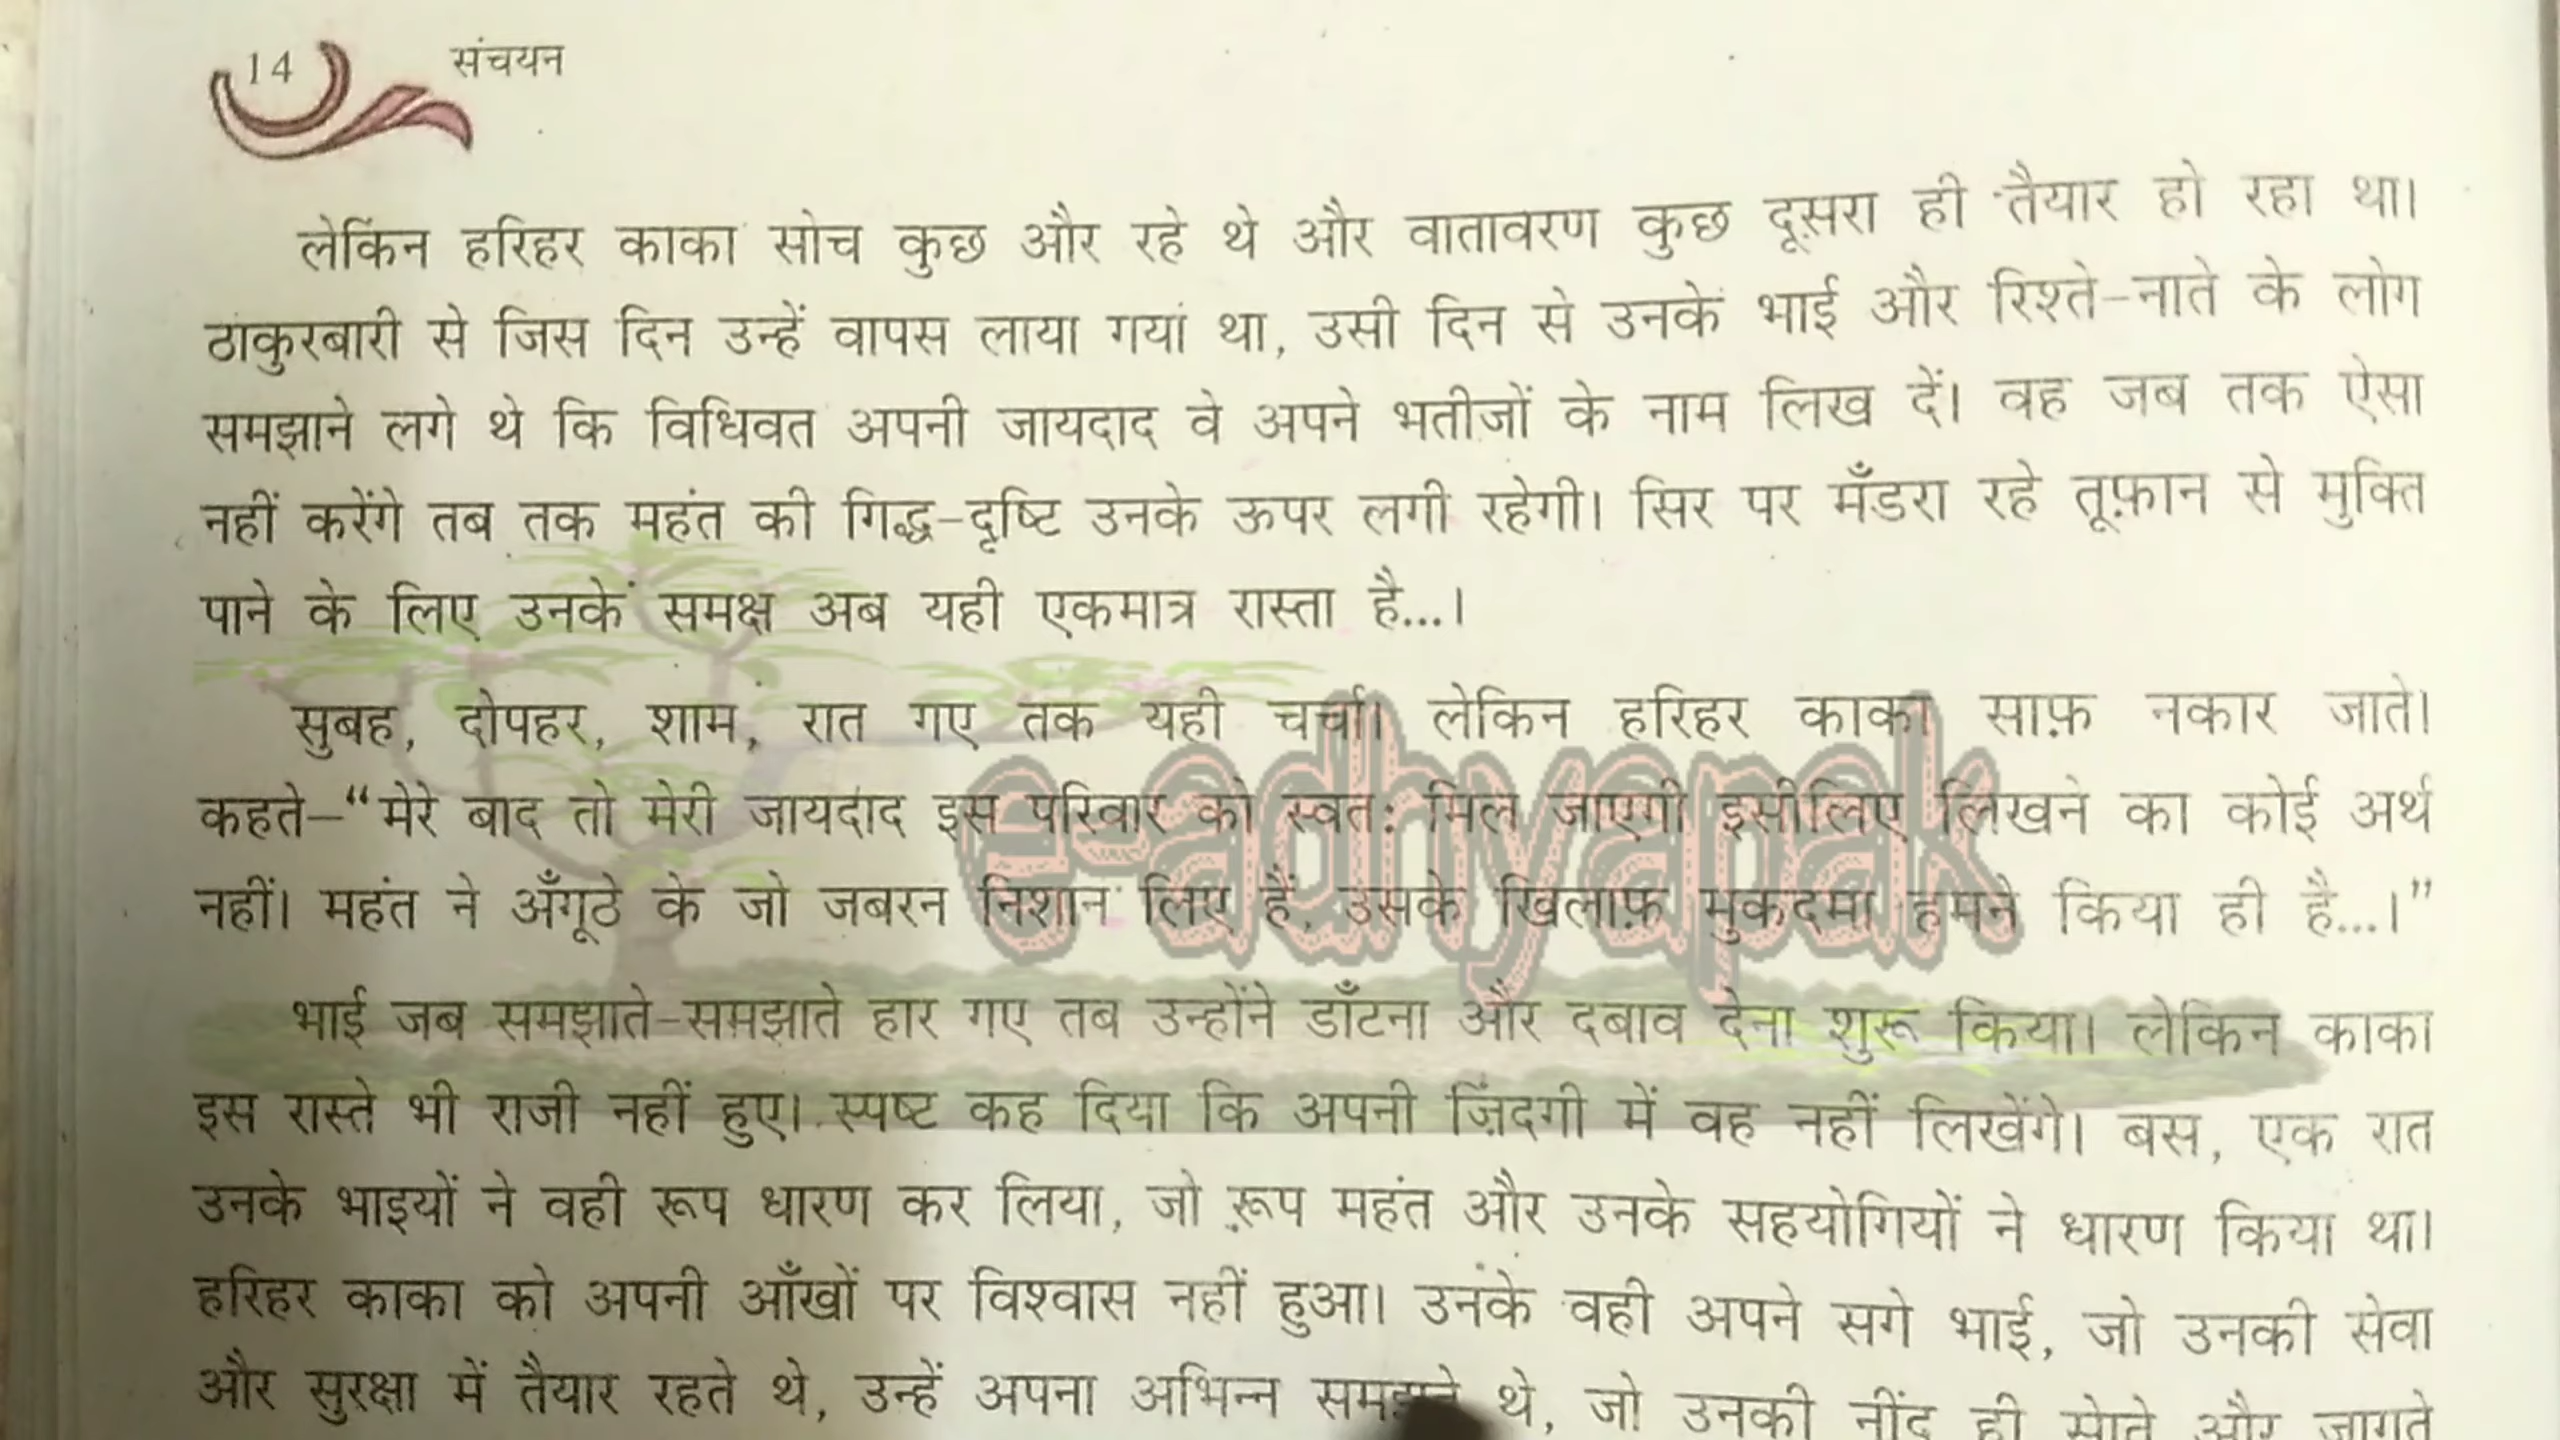 14 संचयन
लेकिन हरिहर काका सोच कुछ और रहे थे और वातावरण कुछ दूसरा ही तैयार हो रहा था।
ठाकुरबारी से जिस दिन उन्हें वापस लाया गया था, उसी दिन से उनके भाई और रिश्ते-नाते के लोग
समझाने लगे थे कि विधिवत अपनी जायदाद वे अपने भतीजों के नाम लिख दें। वह जब तक ऐसा
नहीं करेंगे तब तक महंत की गिद्ध-दृष्टि उनके ऊपर लगी रहेगी। सिर पर मँडरा रहे तूफ़ान से मुक्ति
पाने के लिए उनके समक्ष अब यही एकमात्र रास्ता है...।
सुबह, दोपहर, शाम, रात गए तक यही चर्चा। लेकिन हरिहर काका साफ़ नकार जाते।
कहते–“मेरे बाद तो मेरी जायदाद इस परिवार को स्वत: मिल जाएगी इसीलिए लिखने का कोई अर्थ
नहीं। महंत ने अँगूठे के जो जबरन निशान लिए हैं, उसके खिलाफ़ मुकदमा हमने किया ही है...।”
e-adhyapak
भाई जब समझाते-समझाते हार गए तब उन्होंने डाँटना और दबाव देना शुरू किया। लेकिन काका
इस रास्ते भी राजी नहीं हुए। स्पष्ट कह दिया कि अपनी ज़िंदगी में वह नहीं लिखेंगे। बस, एक रात
उनके भाइयों ने वही रूप धारण कर लिया, जो रूप महंत और उनके सहयोगियों ने धारण किया था।
हरिहर काका को अपनी आँखों पर विश्वास नहीं हुआ। उनके वही अपने सगे भाई, जो उनकी सेवा
और सुरक्षा में तैयार रहते थे, उन्हें अपना अभिन्न समझते थे, जो उनकी नींद ही सोते और जागते